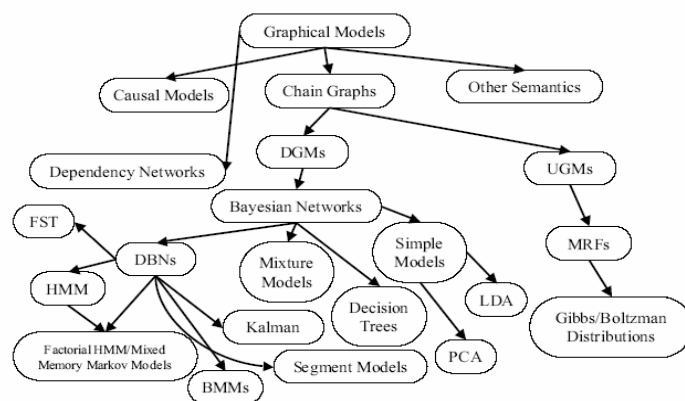 Graphical Models
Causal Models
Chain Graphs
Other Semantics
DGMs
Dependency Networks
UGMs
Bayesian Networks
FST
DBNs
Mixture
Models
Simple
Models
MRFs
HMM
Decision
Trees
LDA
Kalman
Gibbs/Boltzman
Distributions
Factorial HMM/Mixed
Memory Markov Models
Segment Models
PCA
BMMs